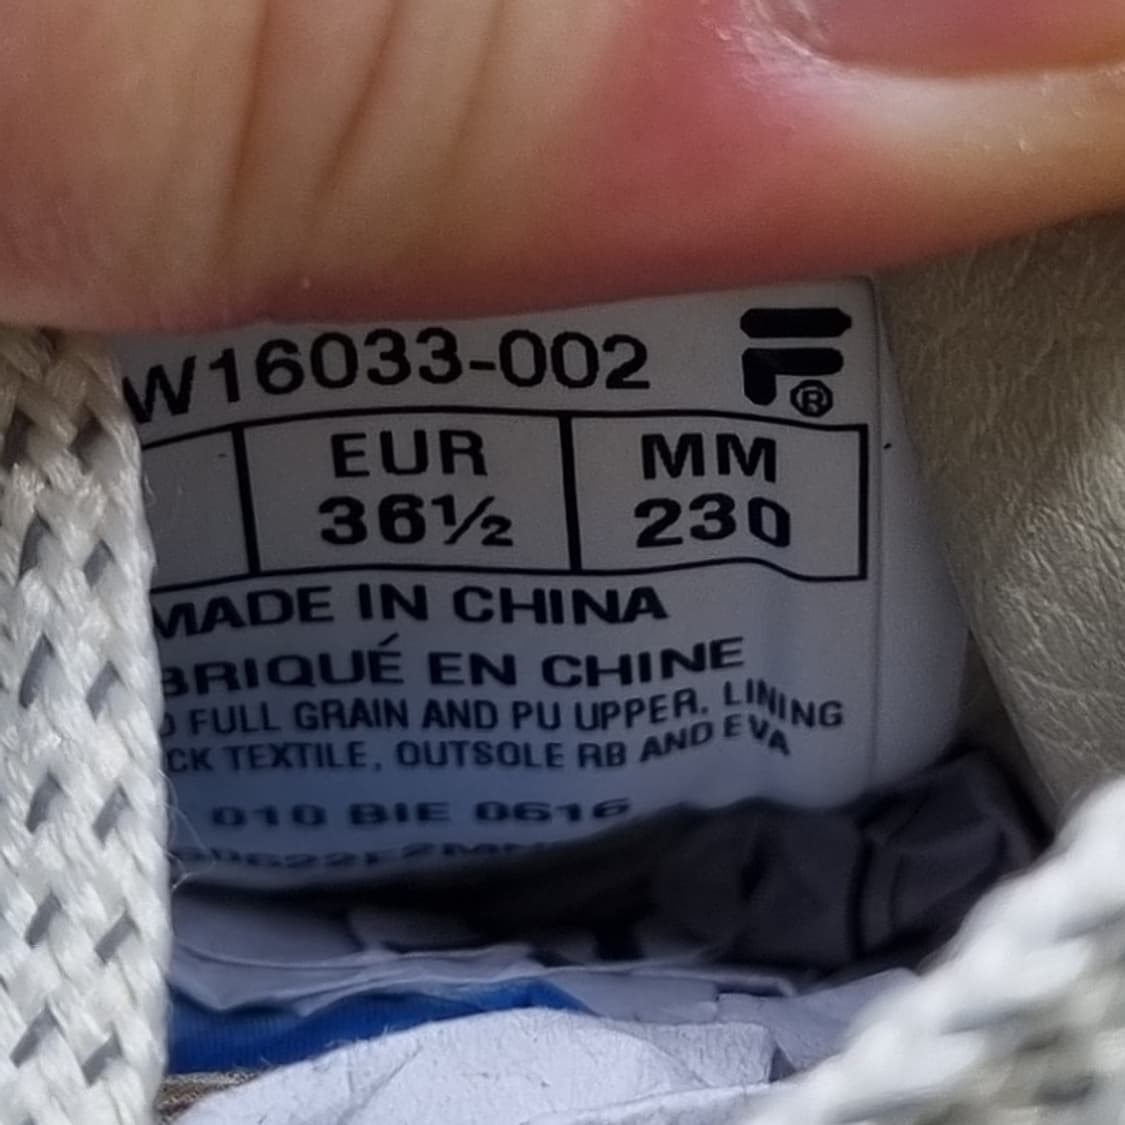 W16033-002
EUR MM
36½ 230
MADE IN CHINA
BRIQUÉ EN CHINE
FULL GRAIN AND PU UPPER, LINING
CK TEXTILE, OUTSOLE RB AND EVA
010 BIE 0616